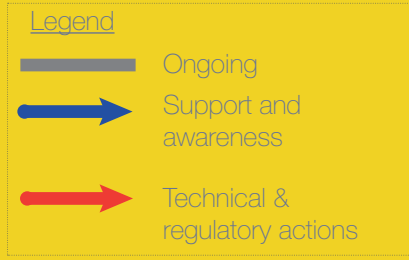 Legend
Ongoing
Support and
awareness
Technical &
regulatory actions